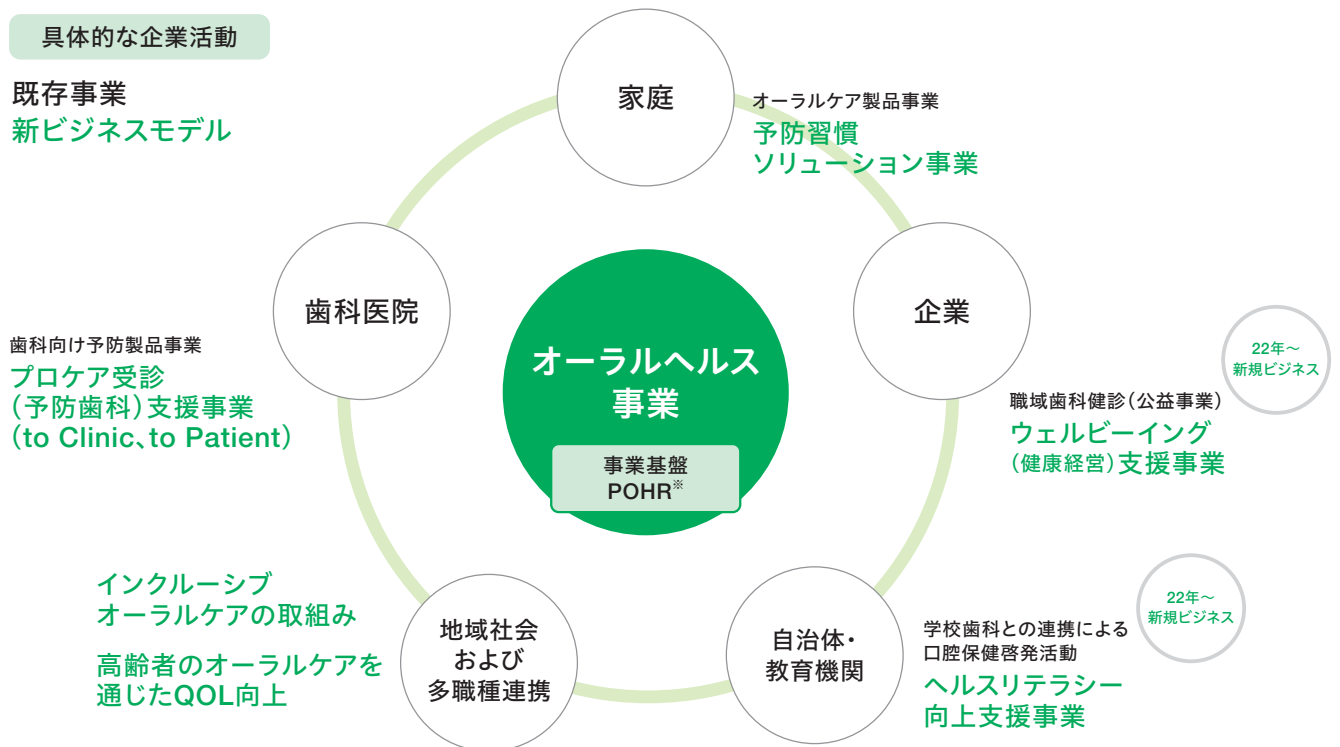 具体的な企業活動
既存事業
新ビジネスモデル
家庭
オーラルケア製品事業
予防習慣
ソリューション事業
歯科医院
歯科向け予防製品事業
プロケア受診
(予防歯科)支援事業
(to Clinic、to Patient)
オーラルヘルス
事業
事業基盤
POHR※
企業
22年〜
新規ビジネス
職域歯科健診(公益事業)
ウェルビーイング
(健康経営)支援事業
インクルーシブ
オーラルケアの取組み
高齢者のオーラルケアを
通じたQOL向上
地域社会
および
多職種連携
自治体・
教育機関
22年〜
新規ビジネス
学校歯科との連携による
口腔保健啓発活動
ヘルスリテラシー
向上支援事業